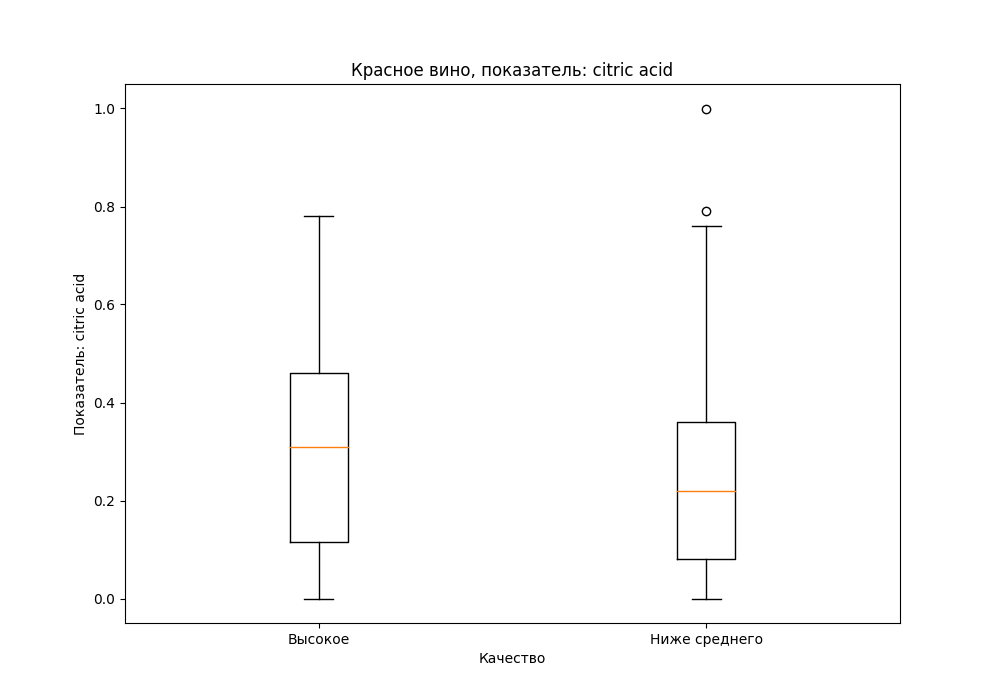 Красное вино, показатель: citric acid
1.0
0.8
0.6
0.4
0.2
0.0
Показатель: citric acid
Высокое
Ниже среднего
Качество